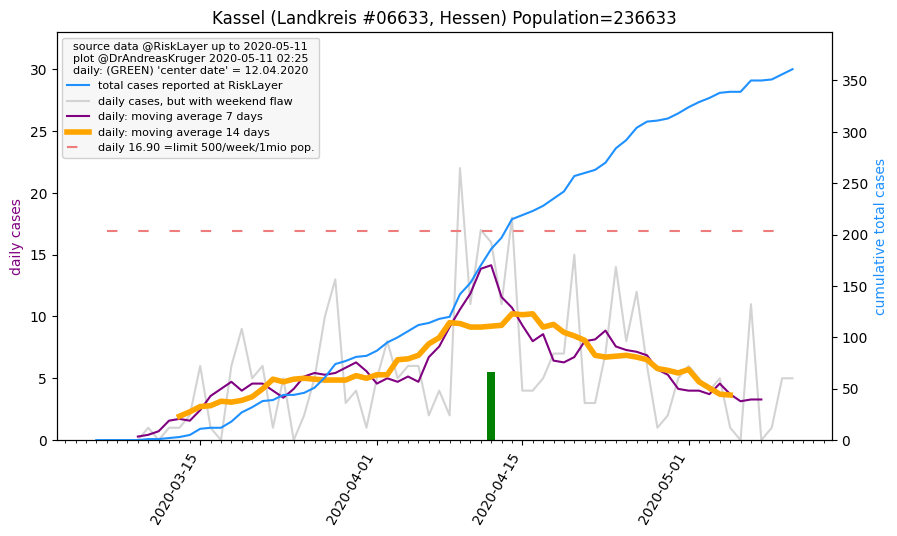 Kassel (Landkreis #06633, Hessen) Population=236633
source data @RiskLayer up to 2020-05-11
plot @DrAndreasKruger 2020-05-11 02:25
daily: (GREEN) 'center date' = 12.04.2020
total cases reported at RiskLayer
daily cases, but with weekend flaw
daily: moving average 7 days
daily: moving average 14 days
daily 16.90 =limit 500/week/1mio pop.
daily cases
30
25
20
15
10
5
0
cumulative total cases
350
300
250
200
150
100
50
0
2020-03-15
2020-04-01
2020-04-15
2020-05-01